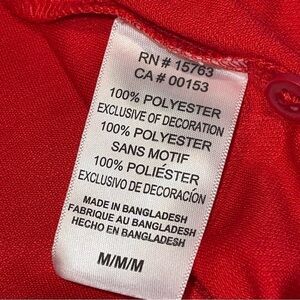 RN # 15763
CA # 00153
100% POLYESTER
EXCLUSIVE OF DECORATION
100% POLYESTER
SANS MOTIF
100% POLIÉSTER
EXCLUSIVO DE DECORACIÓN
MADE IN BANGLADESH
FABRIQUE AU BANGLADESH
HECHO EN BANGLADESH
M/M/M